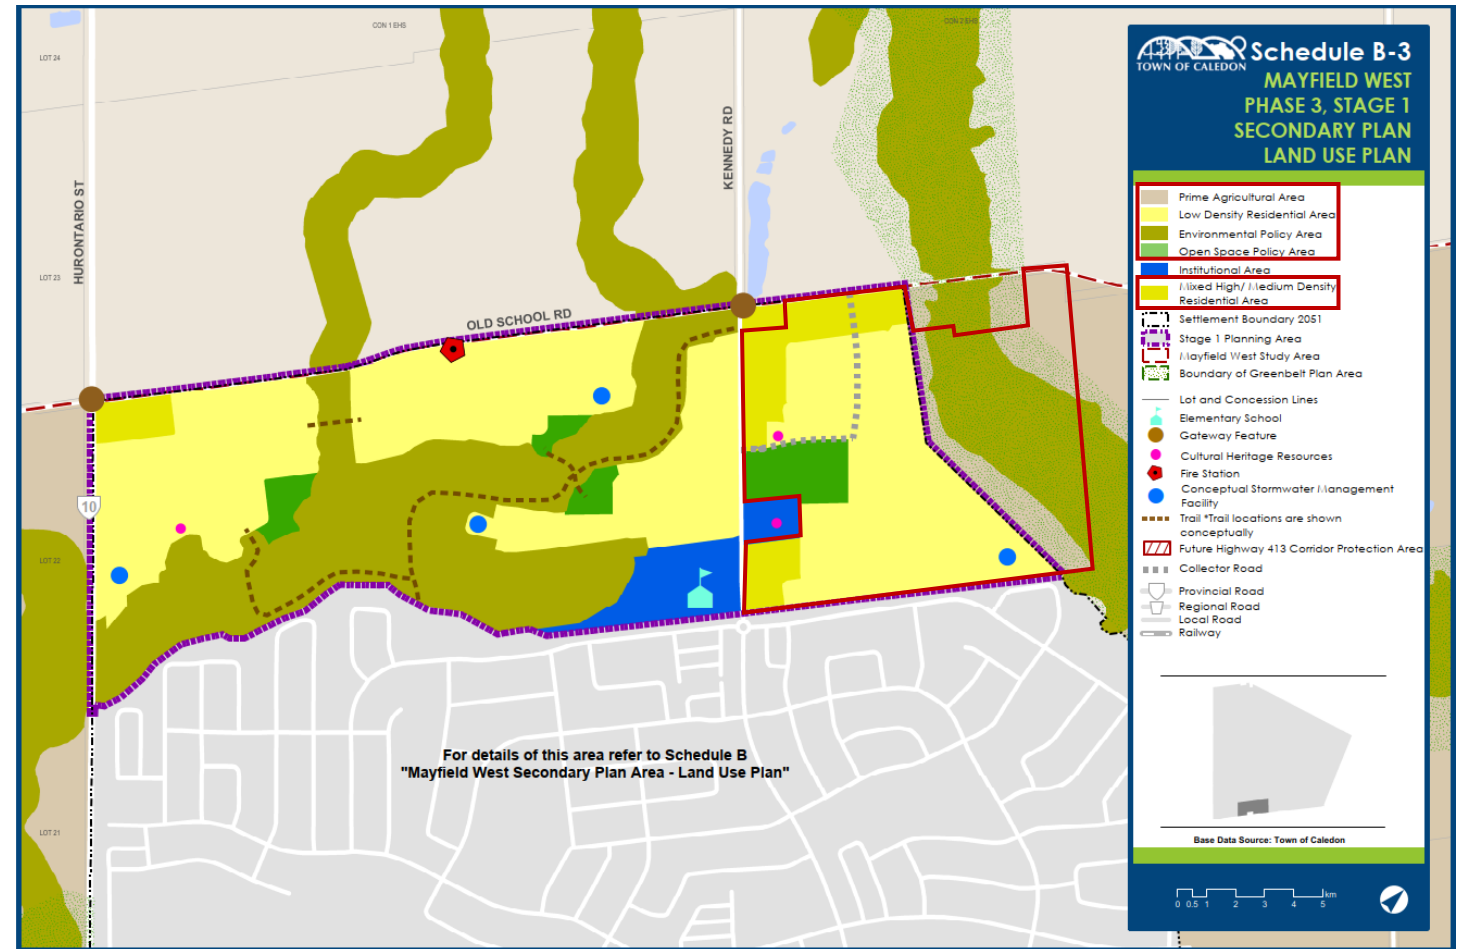 CON 1 EHS
CON 2 EHS
LOT 24
KENNEDY RD
HURONTARIO ST
LOT 23
OLD SCHOOL RD
10
LOT 22
LOT 21
For details of this area refer to Schedule B
"Mayfield West Secondary Plan Area - Land Use Plan"
TOWN OF CALEDON
Schedule B-3
MAYFIELD WEST
PHASE 3, STAGE 1
SECONDARY PLAN
LAND USE PLAN
Prime Agricultural Area
Low Density Residential Area
Environmental Policy Area
Open Space Policy Area
Institutional Area
Mixed High/ Medium Density
Residential Area
Settlement Boundary 2051
Stage 1 Planning Area
Mayfield West Study Area
Boundary of Greenbelt Plan Area
Lot and Concession Lines
Elementary School
Gateway Feature
Cultural Heritage Resources
Fire Station
Conceptual Stormwater Management
Facility
Trail *Trail locations are shown
conceptually
Future Highway 413 Corridor Protection Area
Collector Road
Provincial Road
Regional Road
Local Road
Railway
Base Data Source: Town of Caledon
km
0 0.5 1 2 3 4 5